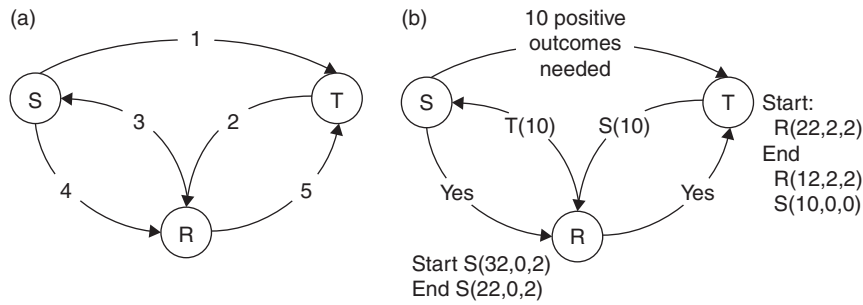 (a)
1
S
T
3
2
4
5
R
(b)
10 positive
outcomes
needed
S
T
T(10)
S(10)
Yes
Yes
R
Start:
R(22,2,2)
End
R(12,2,2)
S(10,0,0)
Start S(32,0,2)
End S(22,0,2)